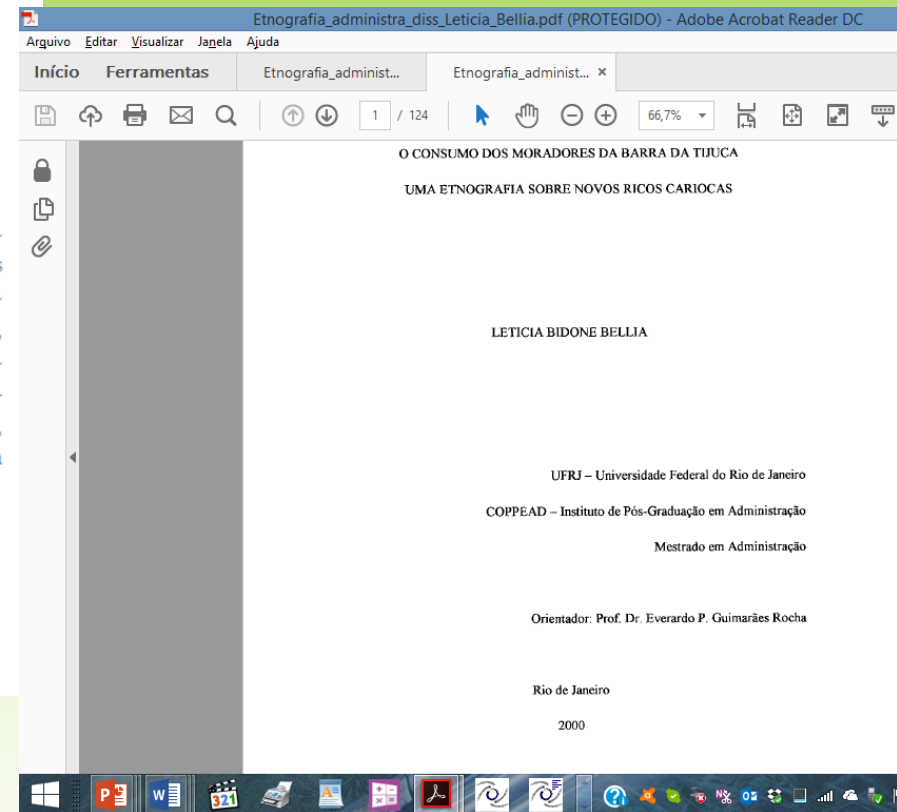 Etnografia_administra_diss_Leticia_Bellia.pdf (PROTEGIDO) - Adobe Acrobat Reader DC
Arquivo Editar Visualizar Janela Ajuda
Início Ferramentas Etnografia_administ... Etnografia_administ... ×
1 / 124 66,7%
O CONSUMO DOS MORADORES DA BARRA DA TIJUCA
UMA ETNOGRAFIA SOBRE NOVOS RICOS CARIOCAS
LETICIA BIDONE BELLIA
UFRJ – Universidade Federal do Rio de Janeiro
COPPEAD – Instituto de Pós-Graduação em Administração
Mestrado em Administração
Orientador: Prof. Dr. Everardo P. Guimarães Rocha
Rio de Janeiro
2000
321